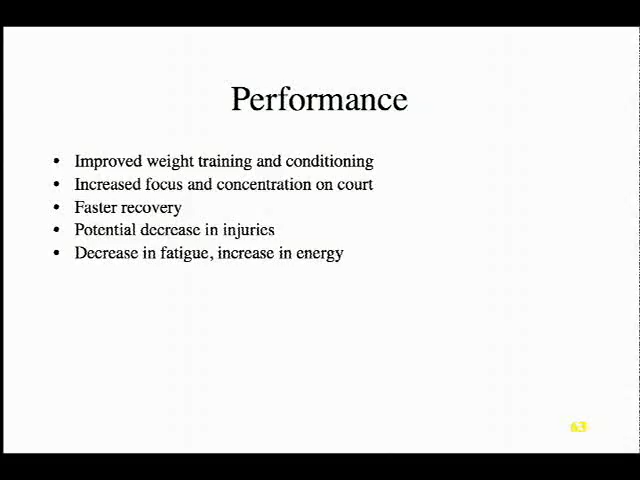 Performance
• Improved weight training and conditioning
• Increased focus and concentration on court
• Faster recovery
• Potential decrease in injuries
• Decrease in fatigue, increase in energy
63